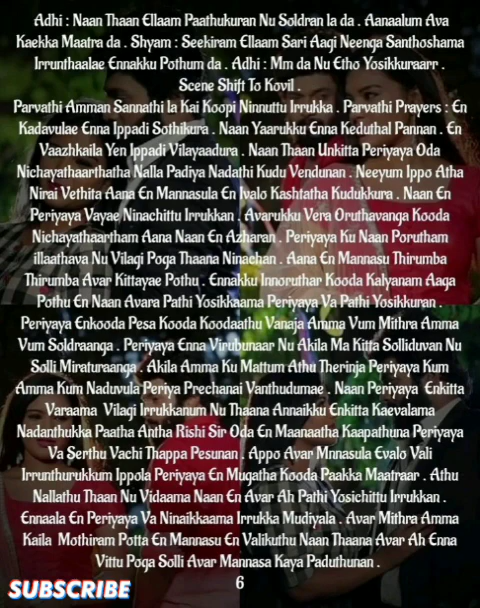 Adhi : Naan Thaan Ellaam Paathukuran Nu Soldran la da . Aanaalum Ava
Kaekka Maatra da . Shyam : Seekiram Ellaam Sari Aagi Neenga Santhoshama
Irrunthaalae Ennakku Pothum da . Adhi : Mm da Nu Etho Yosikkuraarr .
Scene Shift To Kovil .
Parvathi Amman Sannathi la Kai Koopi Ninnuttu Irrukka . Parvathi Prayers : En
Kadavulae Enna Ippadi Sothikura . Naan Yaarukku Enna Keduthal Pannan . En
Vaazhkaila Yen Ippadi Vilayaadura . Naan Thaan Unkitta Periyaya Oda
Nichayathaarthatha Nalla Padiya Nadathi Kudu Vendunan . Neeyum Ippo Atha
Nirai Vethita Aana En Mannasula En Ivalo Kashtatha Kudukkura . Naan En
Periyaya Vayae Ninachittu Irrukkan . Avarukku Vera Oruthavanga Kooda
Nichayathaartham Aana Naan En Azharan . Periyaya Ku Naan Porutham
illaathava Nu Vilagi Poga Thaana Ninachan . Aana En Mannasu Thirumba
Thirumba Avar Kittayae Pothu . Ennakku Innoruthar Kooda Kalyanam Aaga
Pothu En Naan Avara Pathi Yosikkaama Periyaya Va Pathi Yosikkuran .
Periyaya Enkooda Pesa Kooda Koodaathu Vanaja Amma Vum Mithra Amma
Vum Soldraanga . Periyaya Enna Virubunaar Nu Akila Ma Kitta Solliduvan Nu
Solli Miraturaanga . Akila Amma Ku Mattum Athu Therinja Periyaya Kum
Amma Kum Naduvula Periya Prechanai Vanthudumae . Naan Periyaya Enkitta
Varaama Vilagi Irrukkanum Nu Thaana Annaikku Enkitta Kaevalama
Nadanthukka Paatha Antha Rishi Sir Oda En Maanaatha Kaapathuna Periyaya
Va Serthu Vachi Thappa Pesunan . Appo Avar Mnnasula Evalo Vali
Irrunthurukkum Ippola Periyaya En Mugatha Kooda Paakka Maatraar . Athu
Nallathu Thaan Nu Vidaama Naan En Avar Ah Pathi Yosichittu Irrukkan .
Ennaala En Periyaya Va Ninaikkaama Irrukka Mudiyala . Avar Mithra Amma
Kaila Mothiram Potta En Mannasu En Valikuthu Naan Thaana Avar Ah Enna
Vittu Poga Solli Avar Mannasa Kaya Paduthunan .
6
SUBSCRIBE